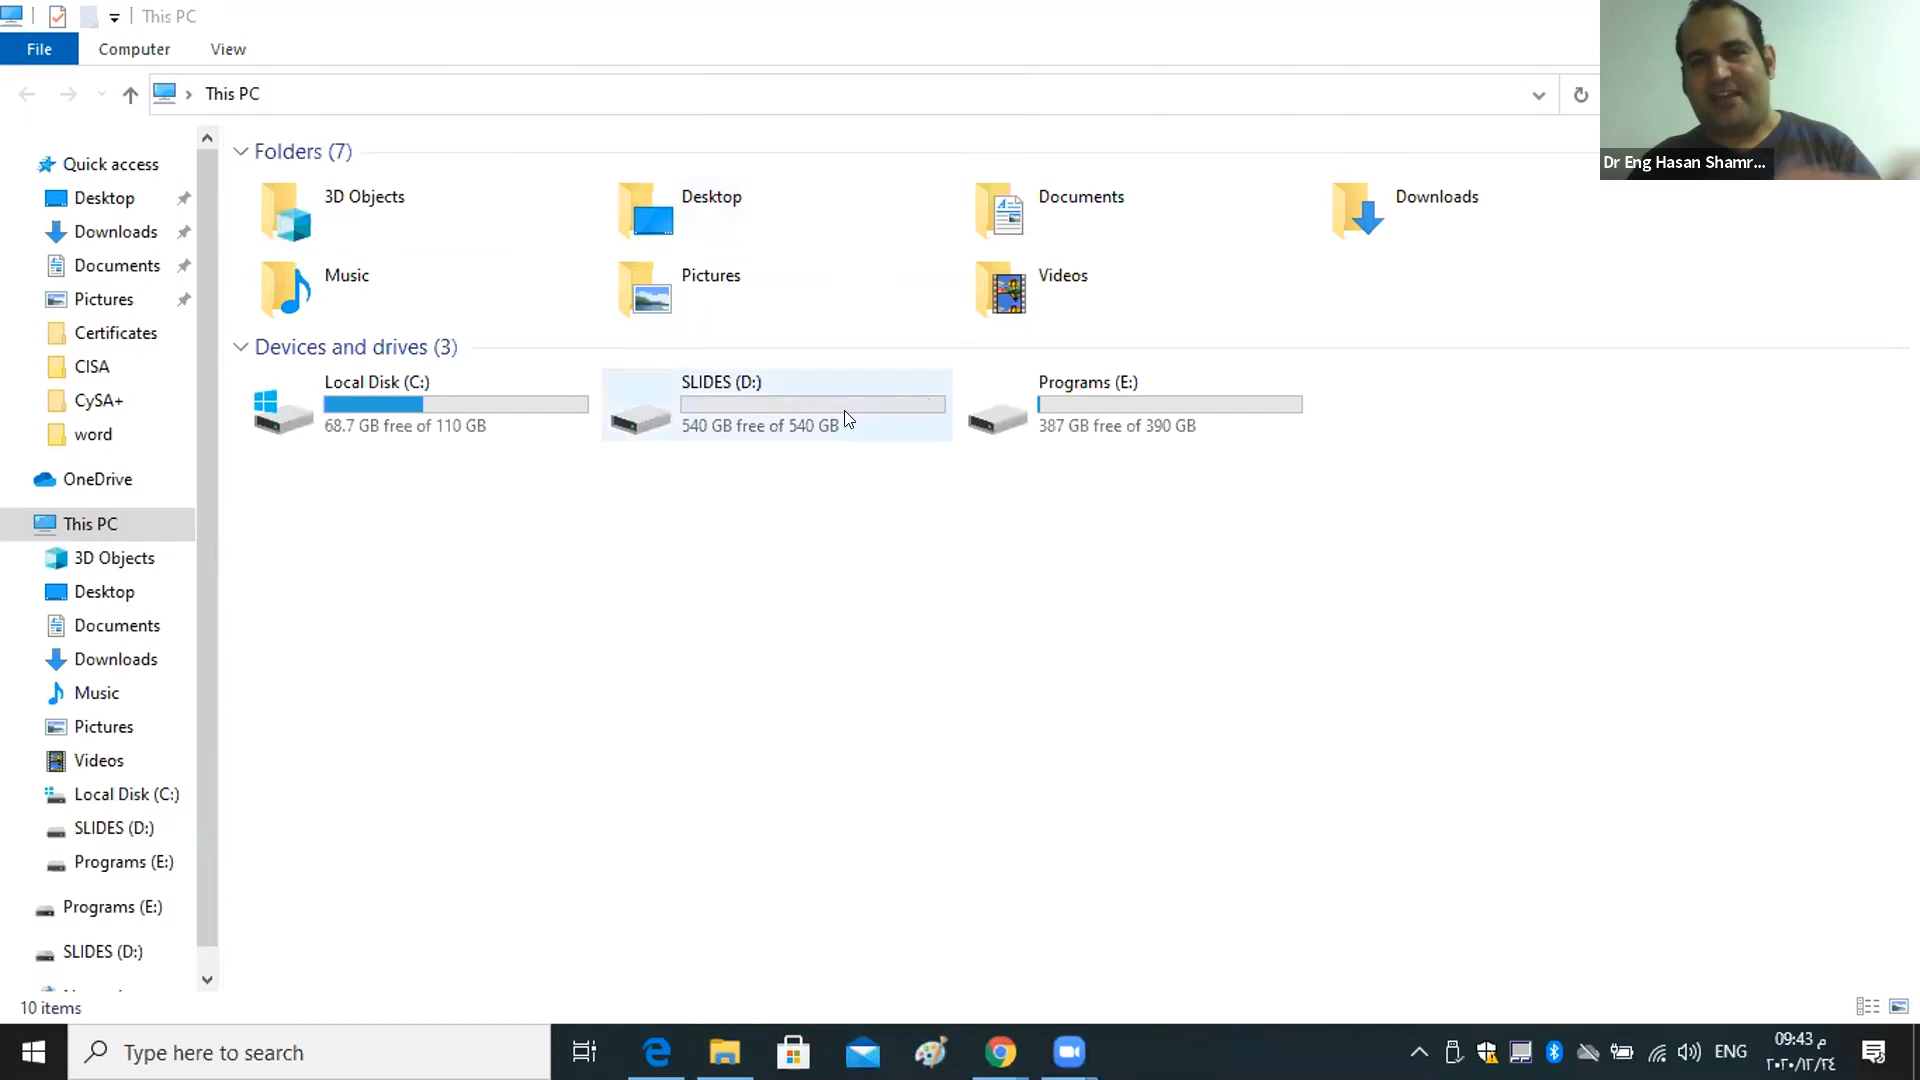 This PC
File
Computer
View
This PC
Dr Eng Hasan Shamr...
Quick access
Desktop
Downloads
Documents
Pictures
Certificates
CISA
CySA+
word
OneDrive
This PC
3D Objects
Desktop
Documents
Downloads
Music
Pictures
Videos
Local Disk (C:)
SLIDES (D:)
Programs (E:)
Programs (E:)
SLIDES (D:)
Folders (7)
3D Objects
Desktop
Documents
Downloads
Music
Pictures
Videos
Devices and drives (3)
Local Disk (C:)
68.7 GB free of 110 GB
SLIDES (D:)
540 GB free of 540 GB
Programs (E:)
387 GB free of 390 GB
10 items
Type here to search
ENG
09:43 م
٢٠٢٠/١٢/٢٤